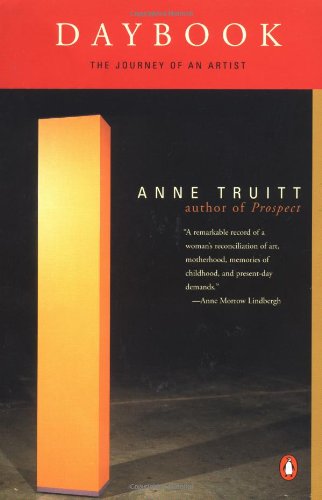 DAYBOOK
THE JOURNEY OF AN ARTIST
ANNE TRUITT
author of Prospect
"A remarkable record of a
woman's reconciliation of art,
motherhood, memories of
childhood, and present-day
demands."
—Anne Morrow Lindbergh